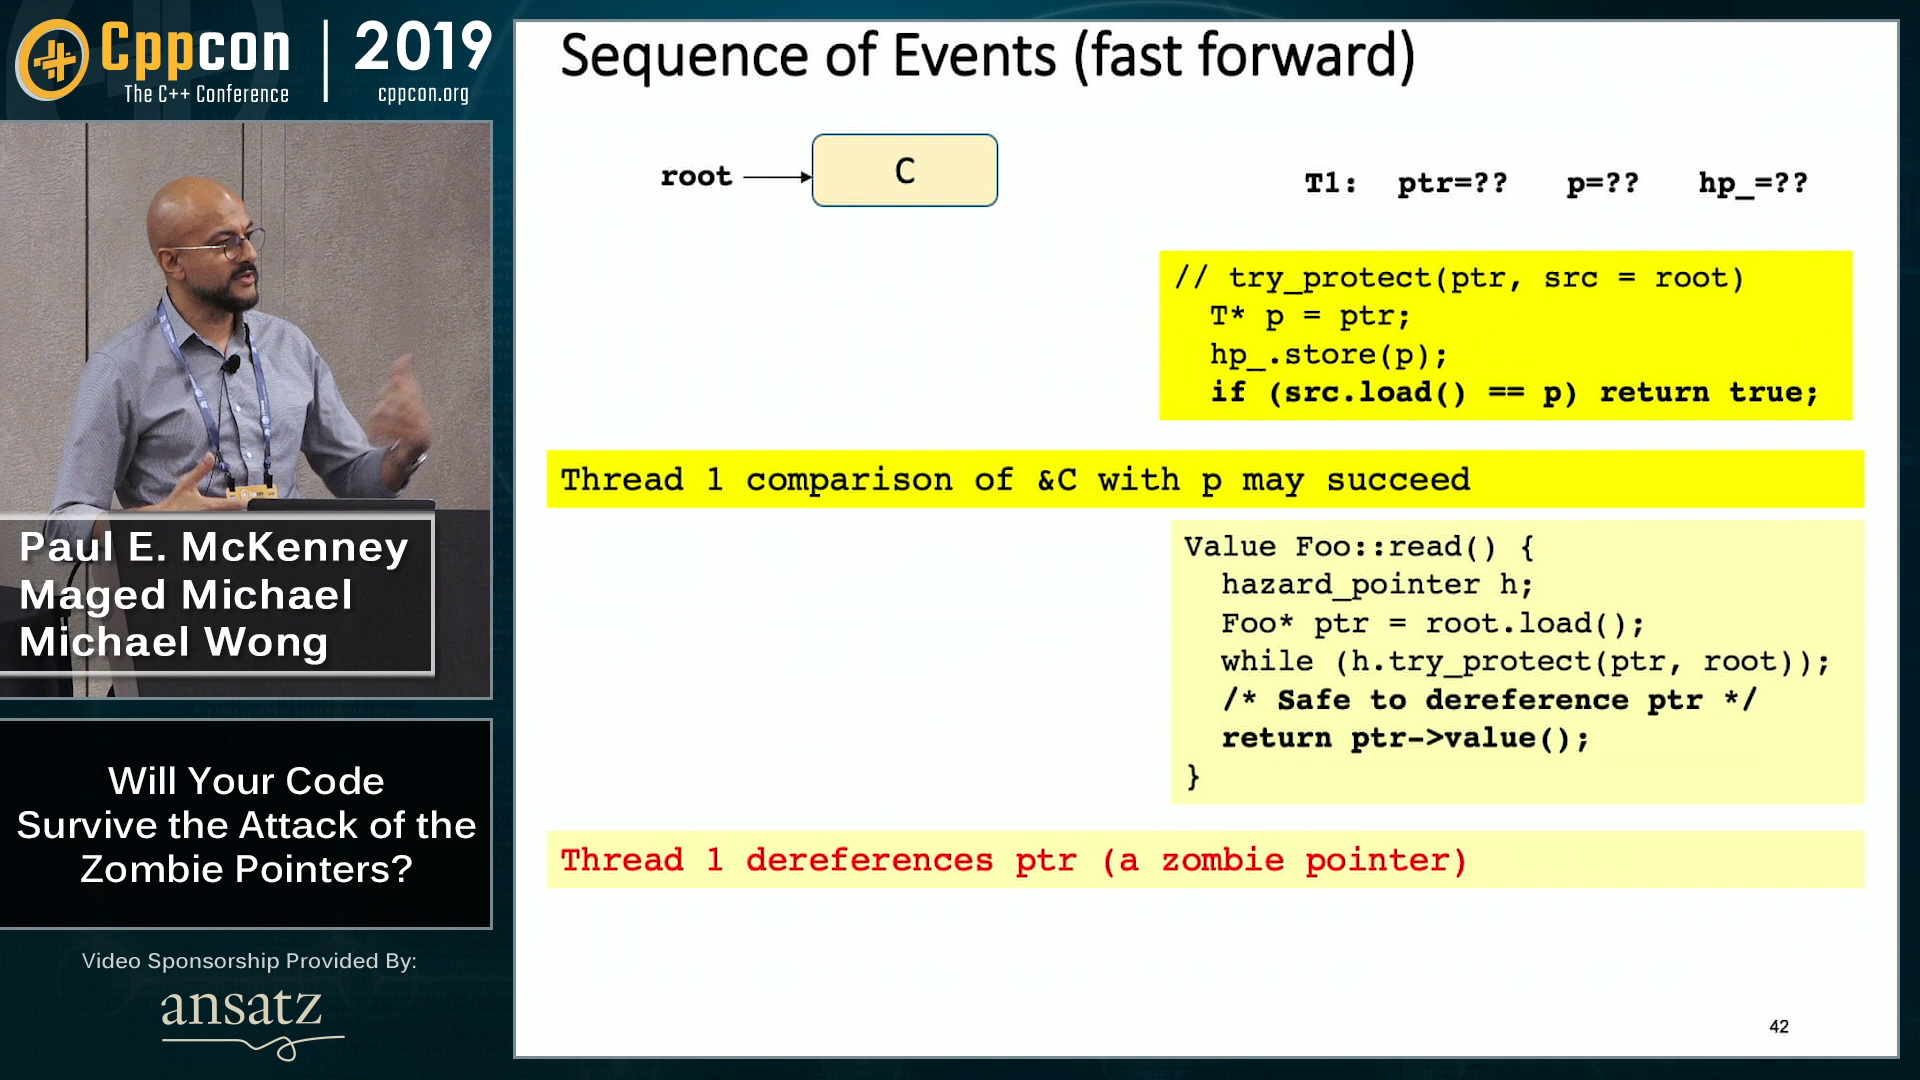 Cppcon
The C++ Conference
2019
cppcon.org
Paul E. McKenney
Maged Michael
Michael Wong
Will Your Code
Survive the Attack of the
Zombie Pointers?
Video Sponsorship Provided By:
ansatz
Sequence of Events (fast forward)
root
C
T1: ptr=?? p=?? hp_=??
// try_protect(ptr, src = root)
T* p = ptr;
hp_.store(p);
if (src.load() == p) return true;
Thread 1 comparison of &C with p may succeed
Value Foo::read() {
hazard_pointer h;
Foo* ptr = root.load();
while (h.try_protect(ptr, root));
/* Safe to dereference ptr */
return ptr->value();
}
Thread 1 dereferences ptr (a zombie pointer)
42